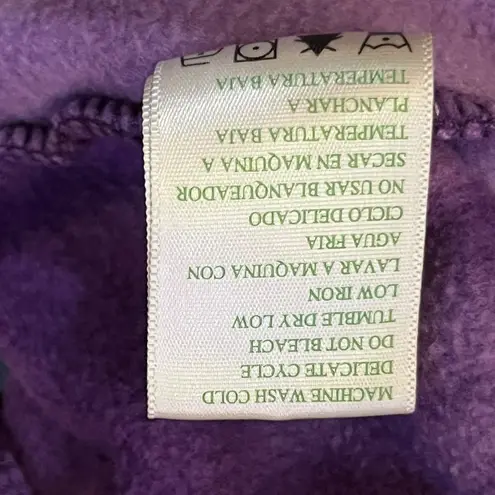 MACHINE WASH COLD
DELICATE CYCLE
DO NOT BLEACH
TUMBLE DRY LOW
LOW IRON
LAVAR A MAQUINA CON
AGUA FRIA
CICLO DELICADO
NO USAR BLANQUEADOR
SECAR EN MAQUINA A
TEMPERATURA BAJA
PLANCHAR A
TEMPERATURA BAJA